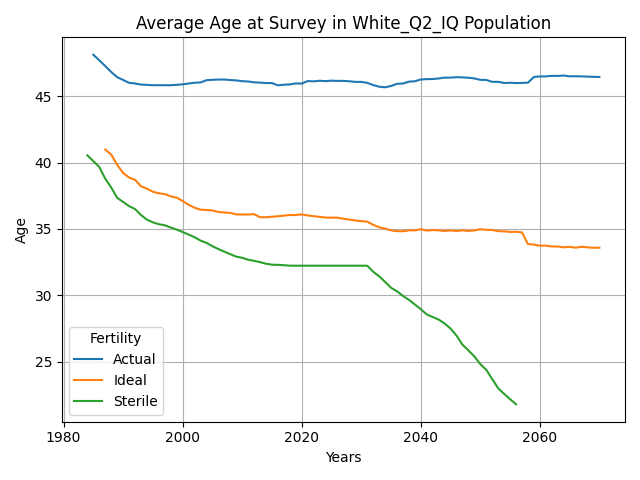 Average Age at Survey in White_Q2_IQ Population
Age
45
40
35
30
25
Fertility
Actual
Ideal
Sterile
1980
2000
2020
2040
2060
Years